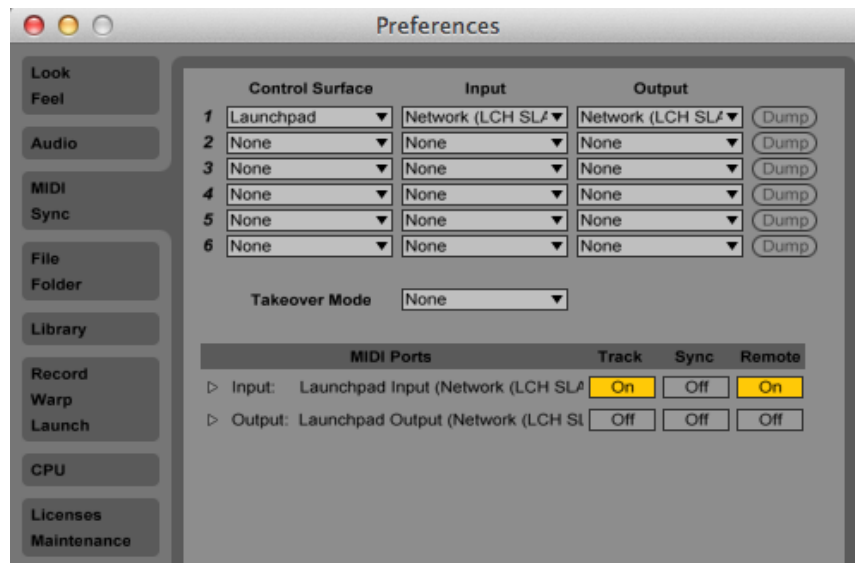 Preferences
Look
Feel
Audio
MIDI
Sync
File
Folder
Library
Record
Warp
Launch
CPU
Licenses
Maintenance
Control Surface Input Output
1 Launchpad Network (LCH SLA Network (LCH SLA Dump
2 None None None Dump
3 None None None Dump
4 None None None Dump
5 None None None Dump
6 None None None Dump
Takeover Mode None
MIDI Ports Track Sync Remote
Input: Launchpad Input (Network (LCH SLA On Off On
Output: Launchpad Output (Network (LCH SL Off Off Off